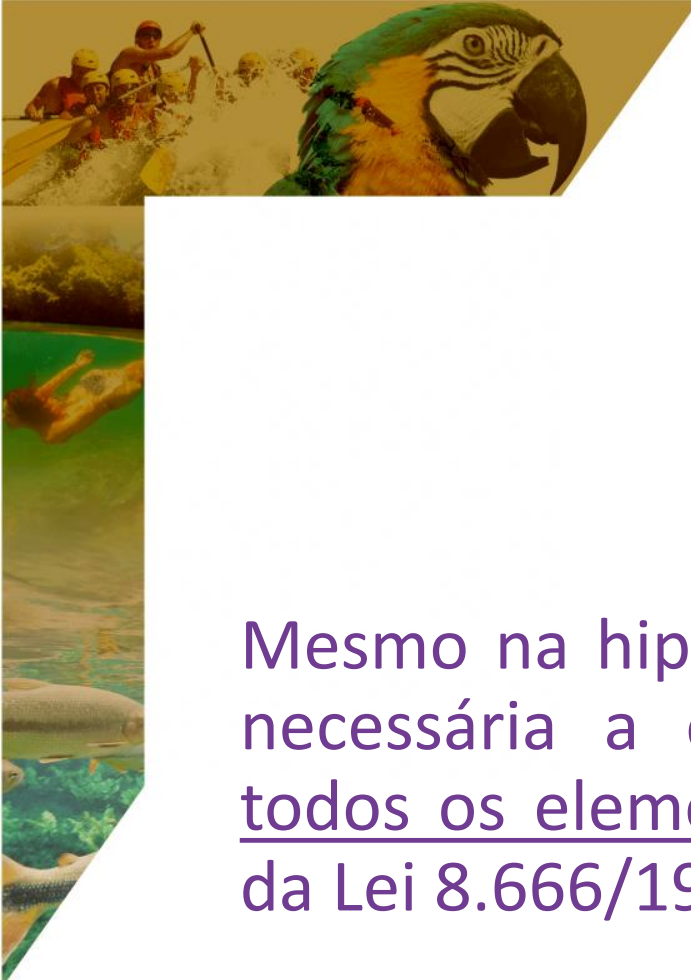 Mesmo na hip
necessária a
todos os elem
da Lei 8.666/19